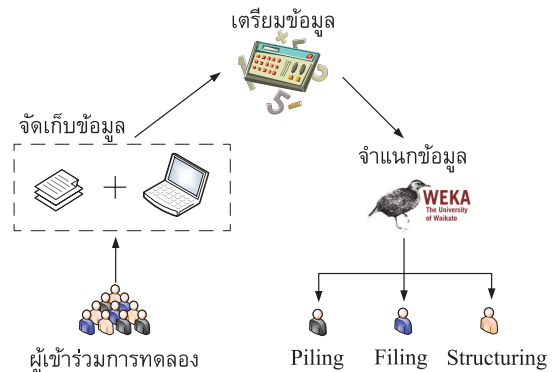 เตรียมข้อมูล
จัดเก็บข้อมูล
จำแนกข้อมูล
WEKA
The University
of Waikato
ผู้เข้าร่วมการทดลอง
Piling Filing Structuring